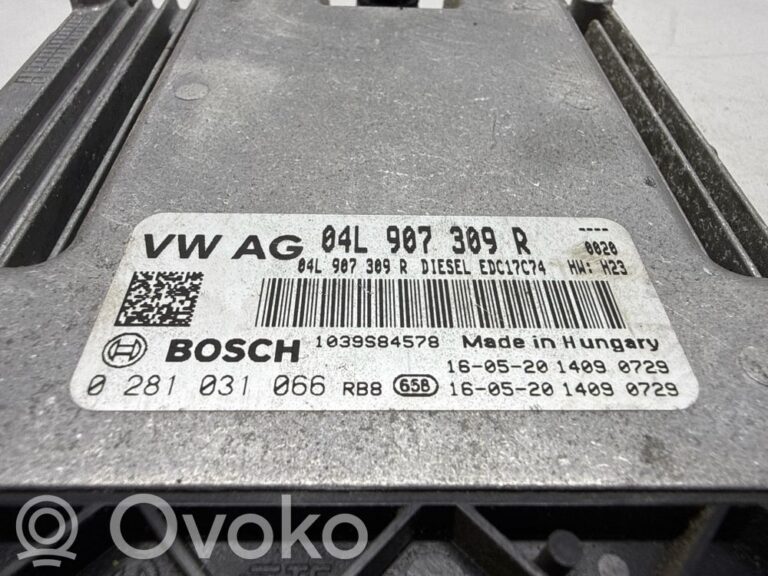 VW AG 04L 907 309 R ----
04L 907 309 R DIESEL EDC17C74 HW: H23 0020
1039S84578 Made in Hungary
BOSCH 16-05-20 1409 0729
0 281 031 066 RB8 65B 16-05-20 1409 0729
Ovoko